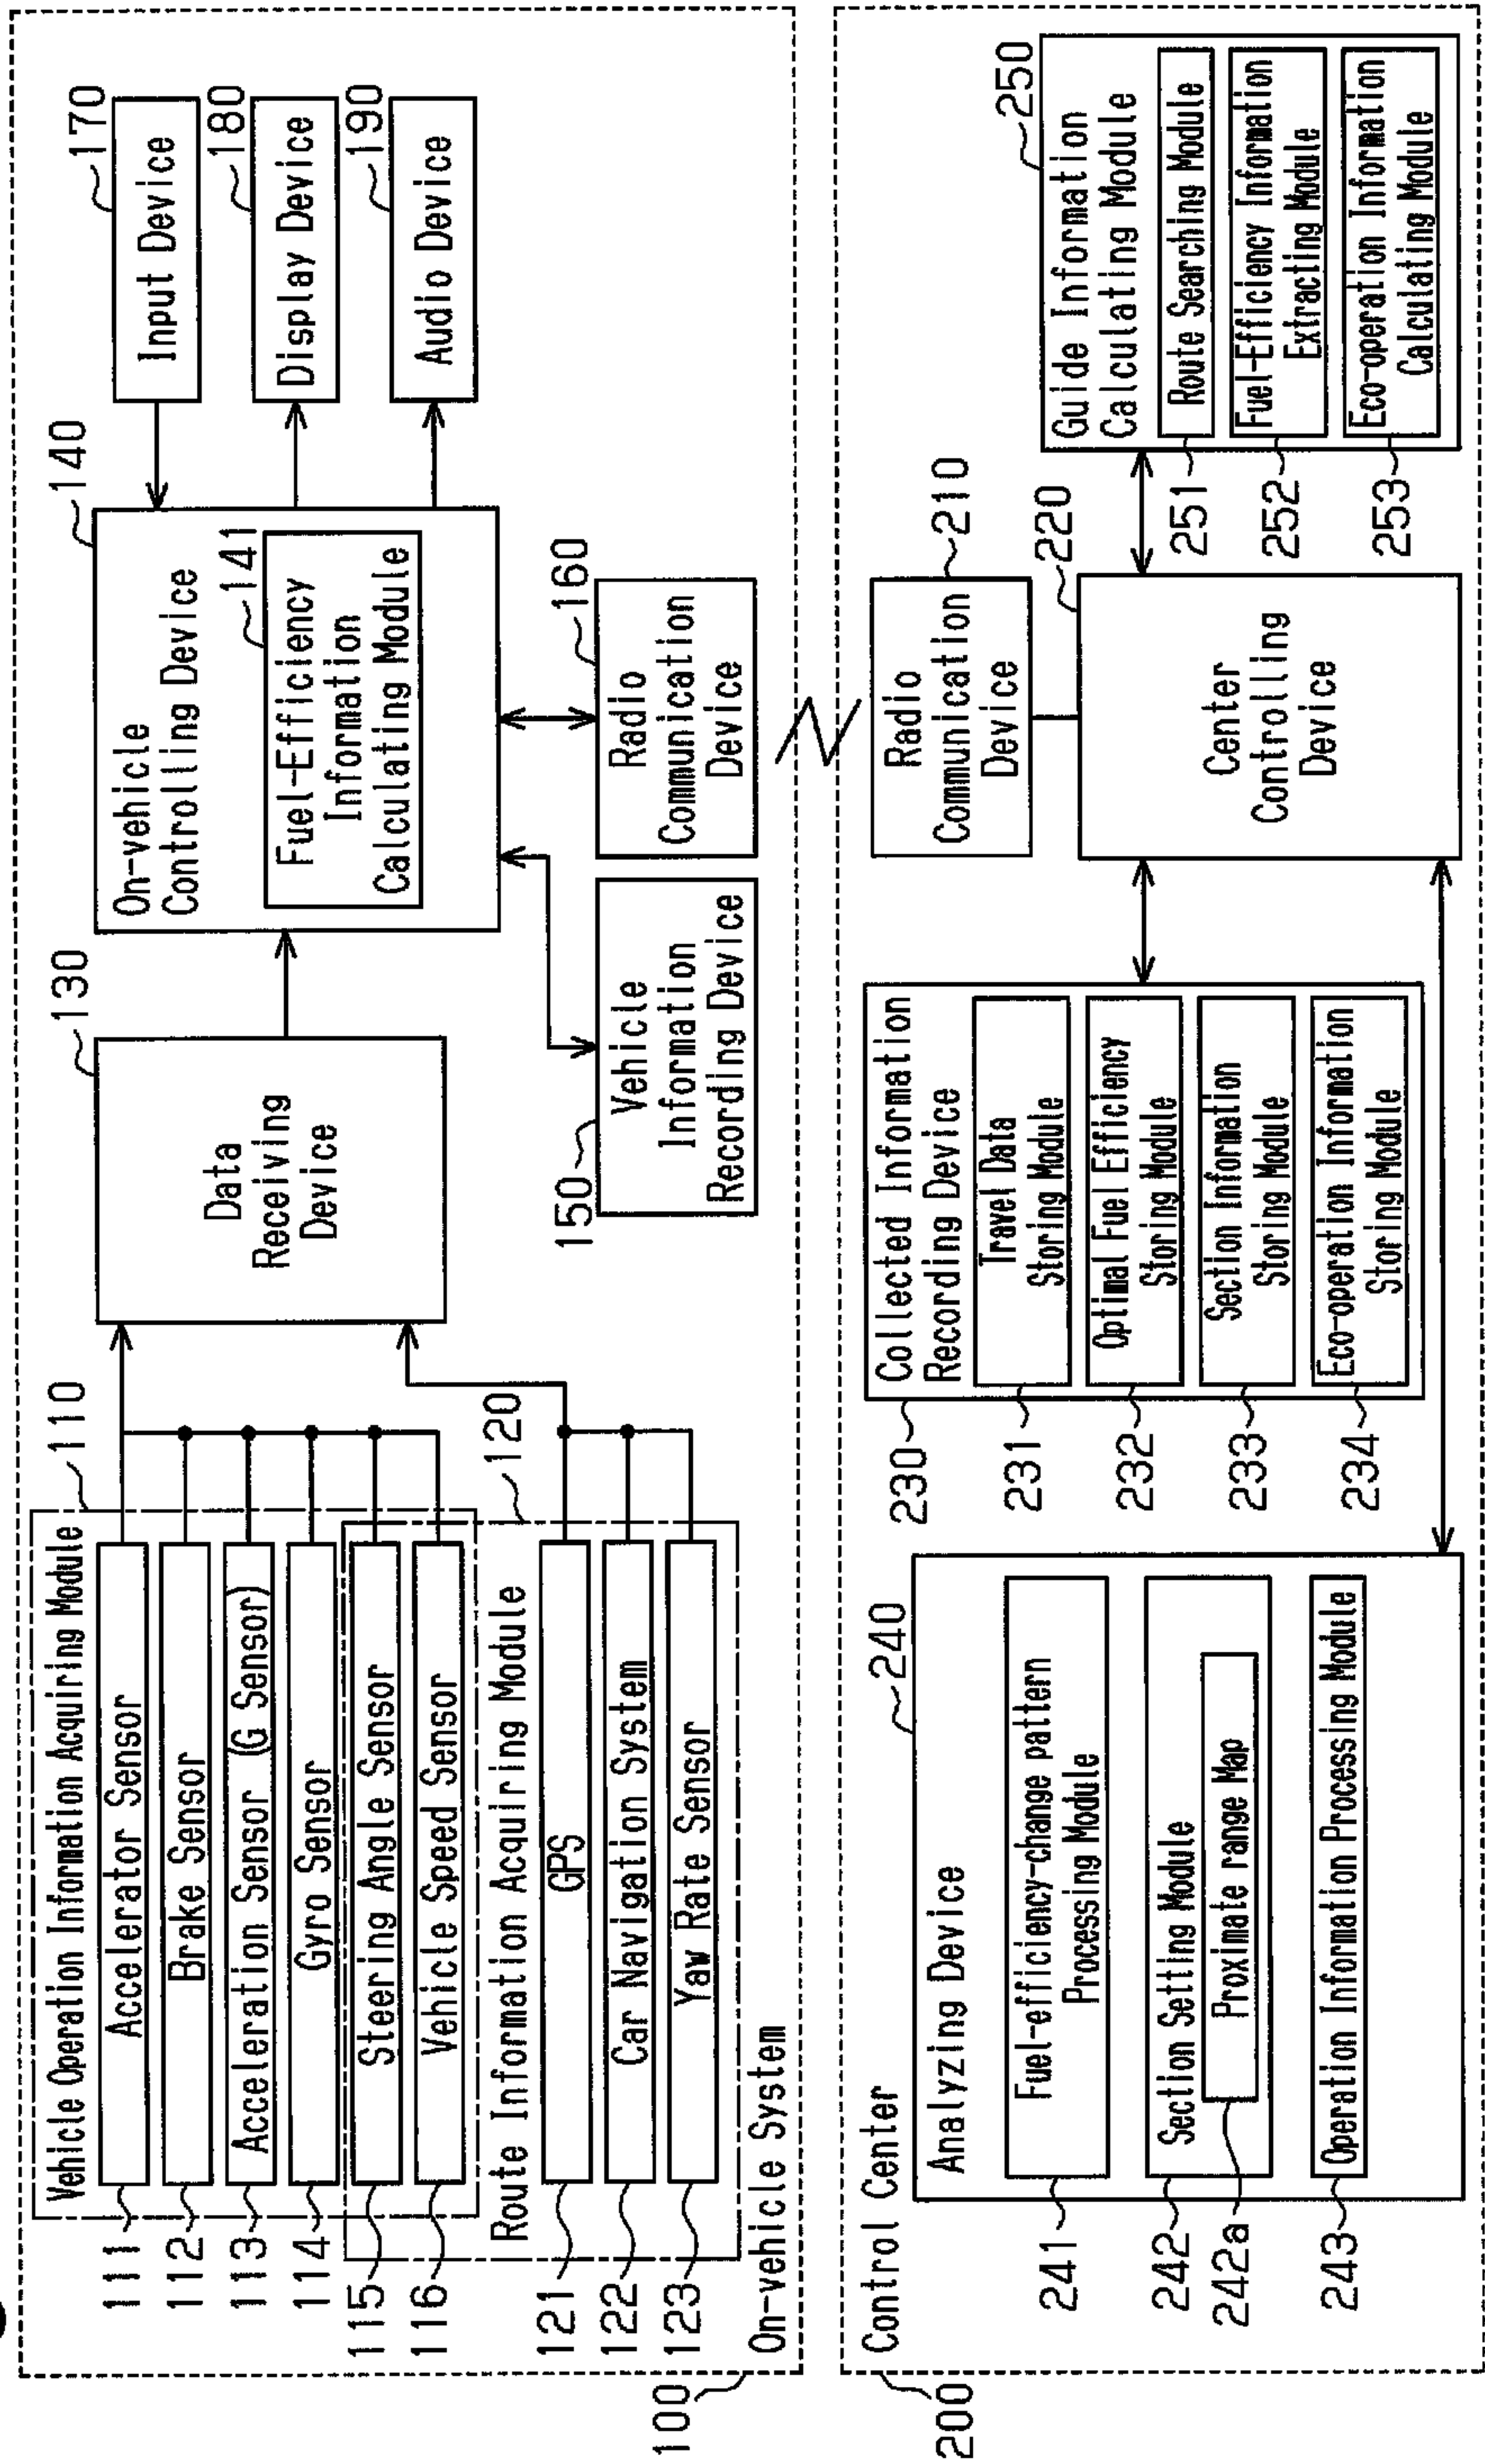 Vehicle Operation Information Acquiring Module
110
111
Accelerator Sensor
112
Brake Sensor
113
Acceleration Sensor (G Sensor)
114
Gyro Sensor
115
Steering Angle Sensor
116
Vehicle Speed Sensor
Route Information Acquiring Module
120
121
GPS
122
Car Navigation System
123
Yaw Rate Sensor
On-vehicle System
100
130
Data
Receiving
Device
140
On-vehicle
Controlling Device
141
Fuel-Efficiency
Information
Calculating Module
150
Vehicle
Information
Recording Device
160
Radio
Communication
Device
170
Input Device
180
Display Device
190
Audio Device
200
Control Center
240
Analyzing Device
241
Fuel-efficiency-change pattern
Processing Module
242
Section Setting Module
242a
Proximate range Map
243
Operation Information Processing Module
230
Collected Information
Recording Device
231
Travel Data
Storing Module
232
Optimal Fuel Efficiency
Storing Module
233
Section Information
Storing Module
234
Eco-operation Information
Storing Module
210
Radio
Communication
Device
220
Center
Controlling
Device
250
Guide Information
Calculating Module
251
Route Searching Module
252
Fuel-Efficiency Information
Extracting Module
253
Eco-operation Information
Calculating Module